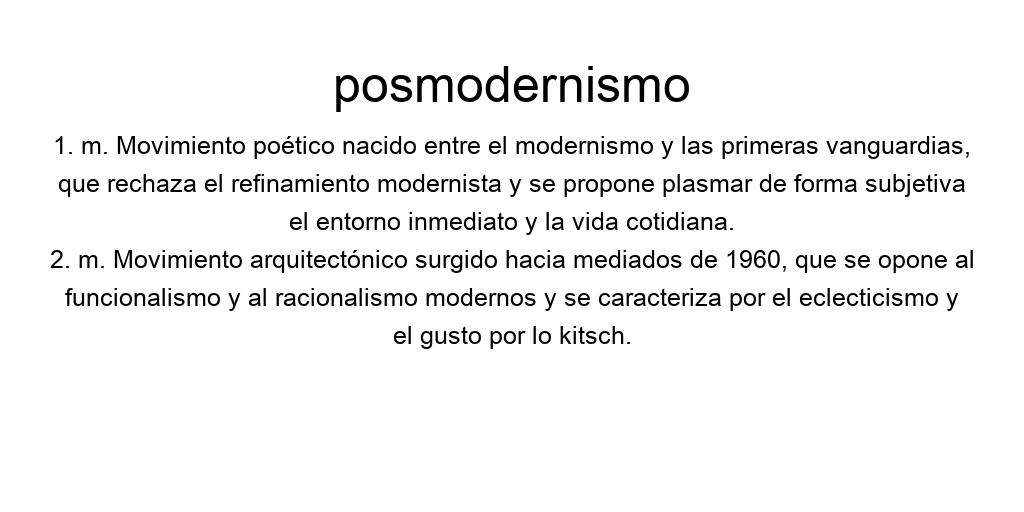 posmodernismo
1. m. Movimiento poético nacido entre el modernismo y las primeras vanguardias,
que rechaza el refinamiento modernista y se propone plasmar de forma subjetiva
el entorno inmediato y la vida cotidiana.
2. m. Movimiento arquitectónico surgido hacia mediados de 1960, que se opone al
funcionalismo y al racionalismo modernos y se caracteriza por el eclecticismo y
el gusto por lo kitsch.